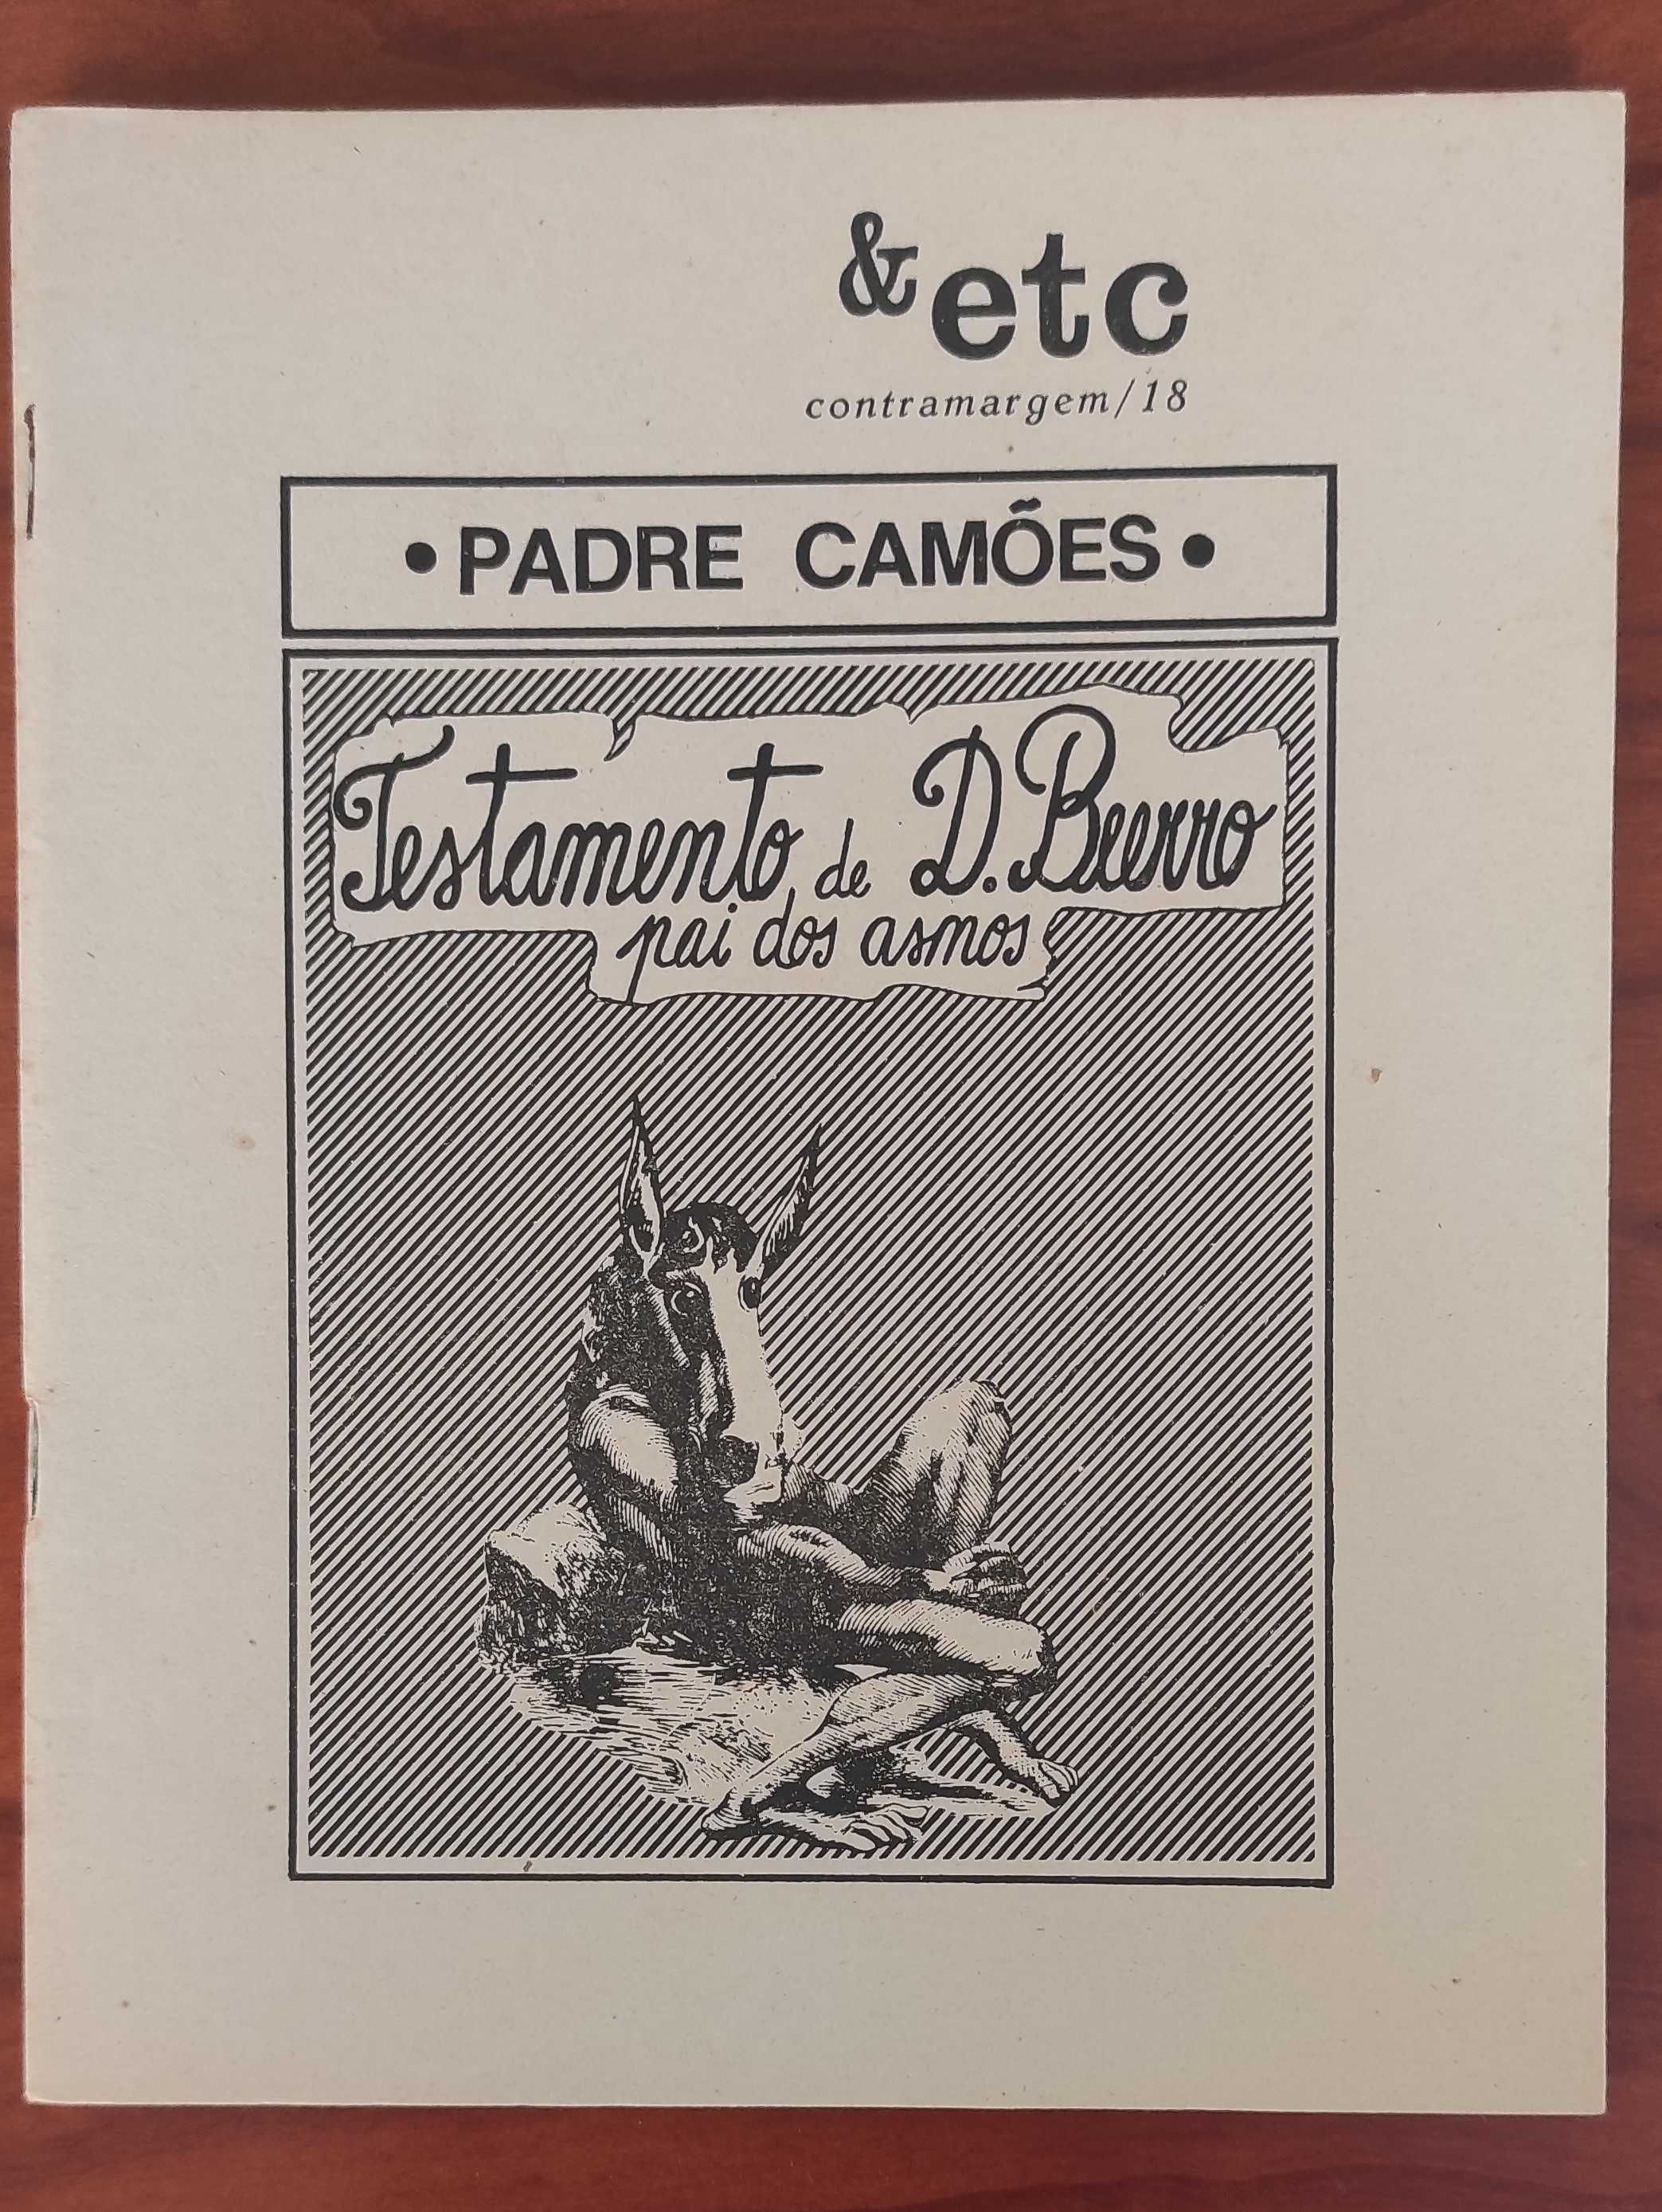 & etc
contramargem/18
• PADRE CAMÕES •
Testamento de D. Burro
pai dos asnos